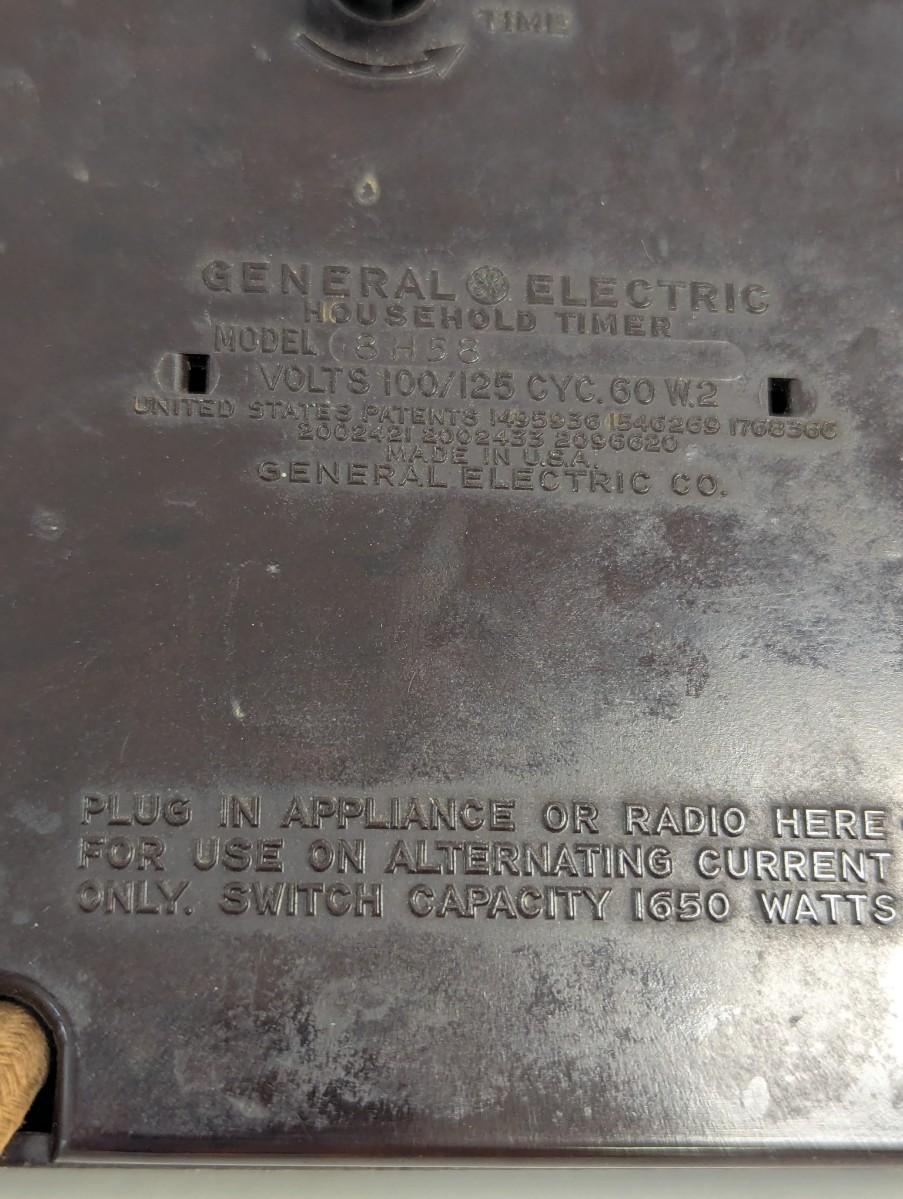 TIME
GENERAL GE ELECTRIC
HOUSEHOLD TIMER
MODEL 8H58
VOLTS 100/125 CYC. 60 W.2
UNITED STATES PATENTS 1495936 1546269 1768366
2002421 2002433 2096620
MADE IN U.S.A.
GENERAL ELECTRIC CO.
PLUG IN APPLIANCE OR RADIO HERE
FOR USE ON ALTERNATING CURRENT
ONLY. SWITCH CAPACITY 1650 WATTS